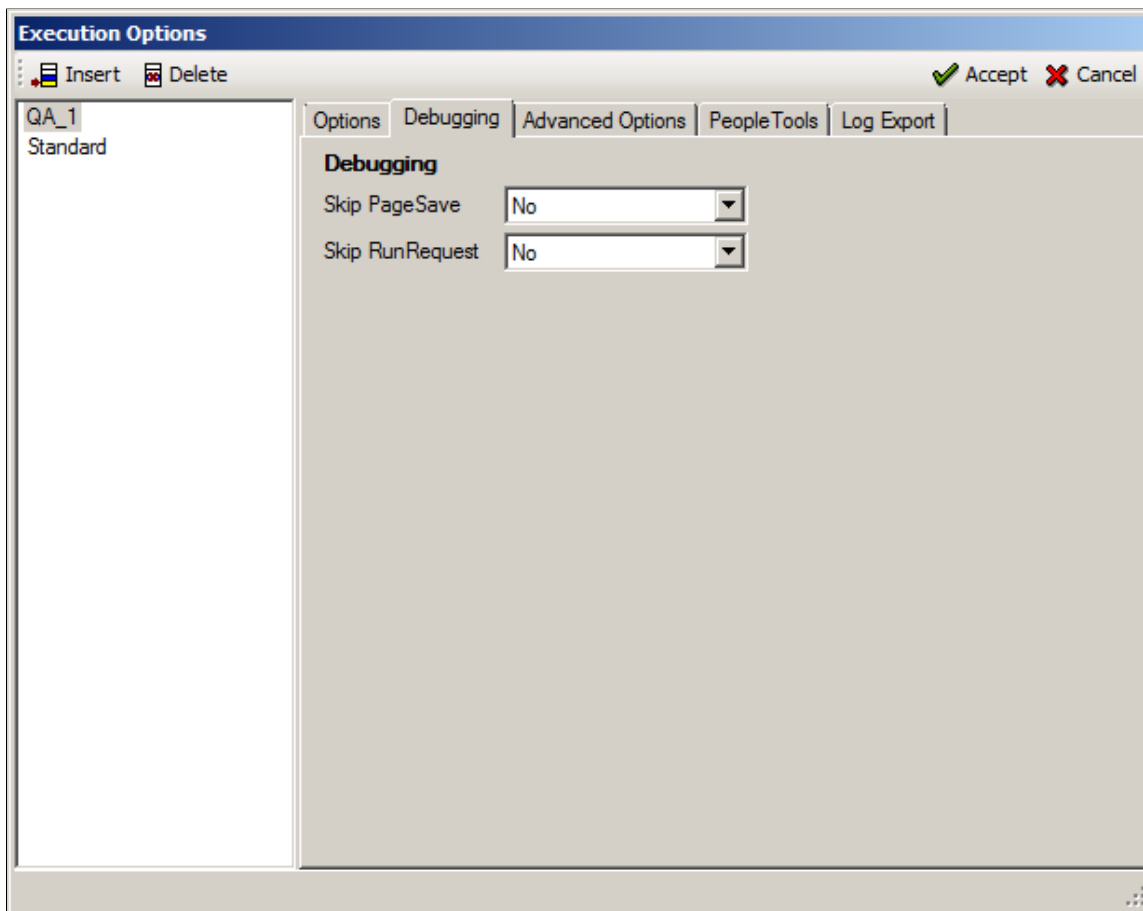 Execution Options
Insert Delete Accept Cancel
QA_1
Standard
Options Debugging Advanced Options PeopleTools Log Export
Debugging
Skip PageSave No
Skip RunRequest No